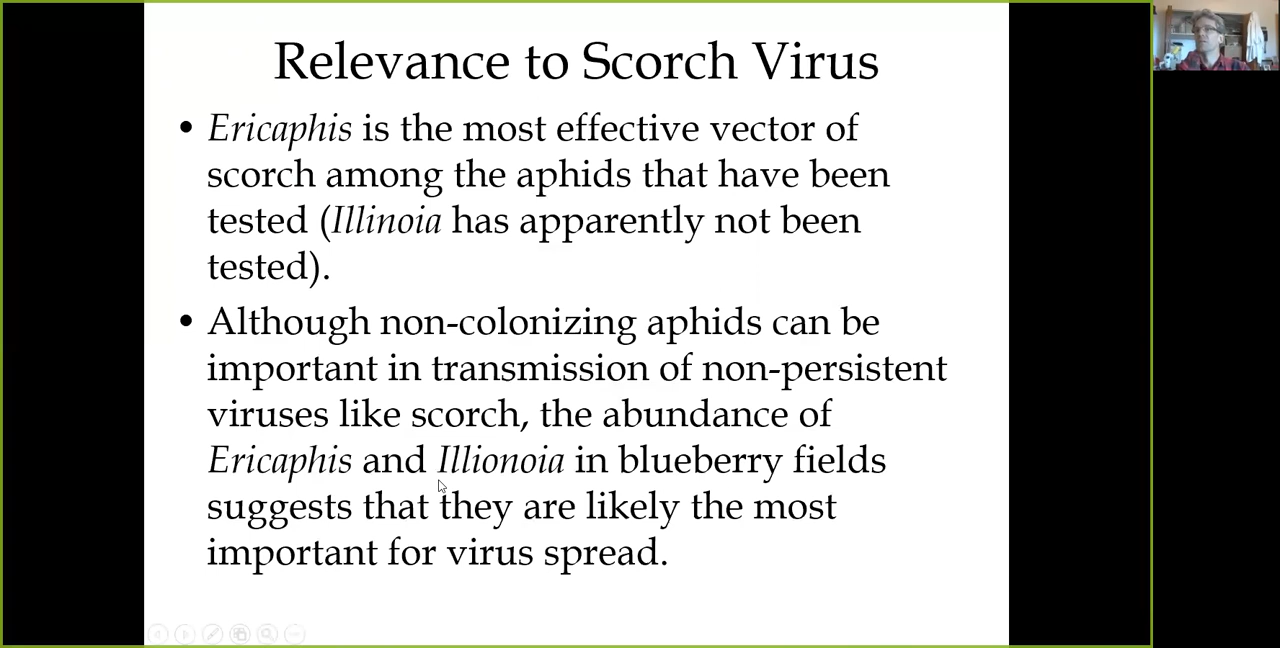 Relevance to Scorch Virus
• Ericaphis is the most effective vector of
scorch among the aphids that have been
tested (Illinoia has apparently not been
tested).
• Although non-colonizing aphids can be
important in transmission of non-persistent
viruses like scorch, the abundance of
Ericaphis and Illionoia in blueberry fields
suggests that they are likely the most
important for virus spread.